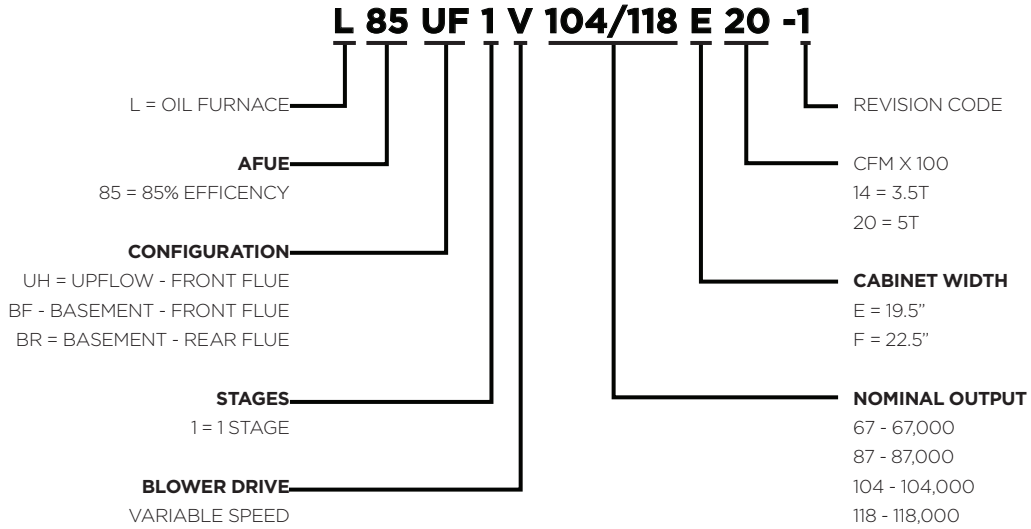 L 85 UF 1 V 104/118 E 20 -1
L = OIL FURNACE
AFUE
85 = 85% EFFICENCY
CONFIGURATION
UH = UPFLOW - FRONT FLUE
BF - BASEMENT - FRONT FLUE
BR = BASEMENT - REAR FLUE
STAGES
1 = 1 STAGE
BLOWER DRIVE
VARIABLE SPEED
REVISION CODE
CFM X 100
14 = 3.5T
20 = 5T
CABINET WIDTH
E = 19.5”
F = 22.5”
NOMINAL OUTPUT
67 - 67,000
87 - 87,000
104 - 104,000
118 - 118,000